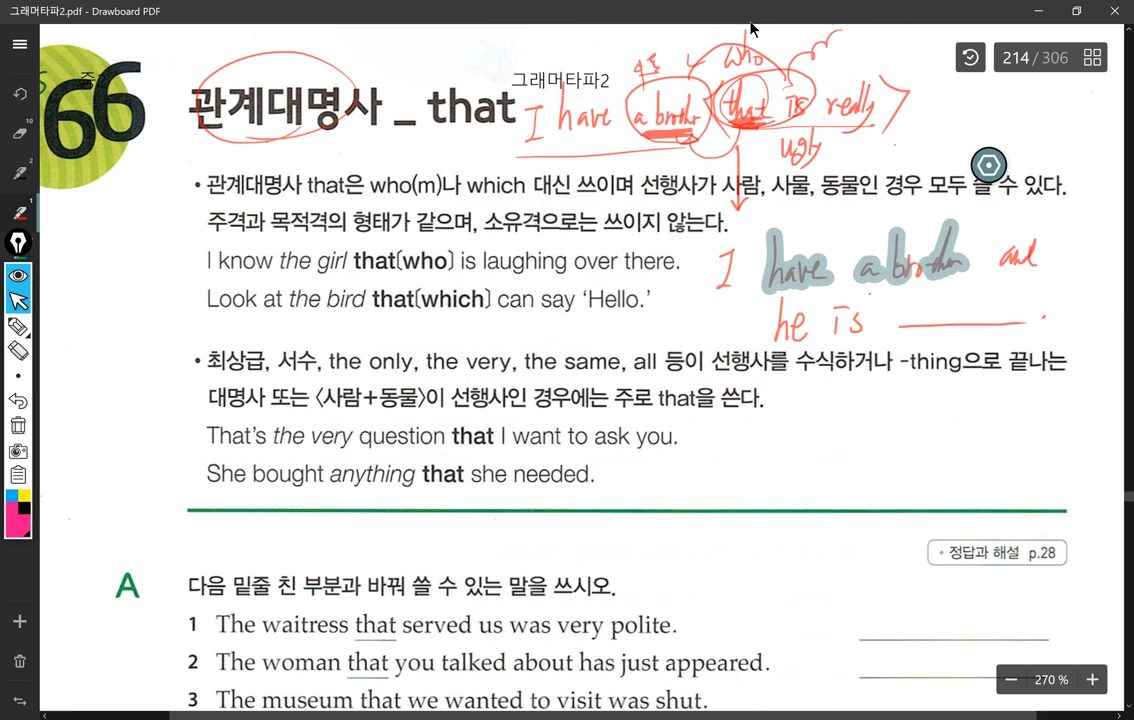 그래머타파2.pdf - Drawboard PDF
214 / 306
66
관계대명사 _ that
그래머타파2
who
I have a brother that is really
ugly
• 관계대명사 that은 who(m)나 which 대신 쓰이며 선행사가 사람, 사물, 동물인 경우 모두 쓸 수 있다.
주격과 목적격의 형태가 같으며, 소유격으로는 쓰이지 않는다.
I know the girl that(who) is laughing over there.
Look at the bird that(which) can say ‘Hello.’
I have a brother and
he is
• 최상급, 서수, the only, the very, the same, all 등이 선행사를 수식하거나 -thing으로 끝나는
대명사 또는 〈사람+동물〉이 선행사인 경우에는 주로 that을 쓴다.
That’s the very question that I want to ask you.
She bought anything that she needed.
• 정답과 해설 p.28
A 다음 밑줄 친 부분과 바꿔 쓸 수 있는 말을 쓰시오.
1 The waitress that served us was very polite.
2 The woman that you talked about has just appeared.
3 The museum that we wanted to visit was shut.
270 %